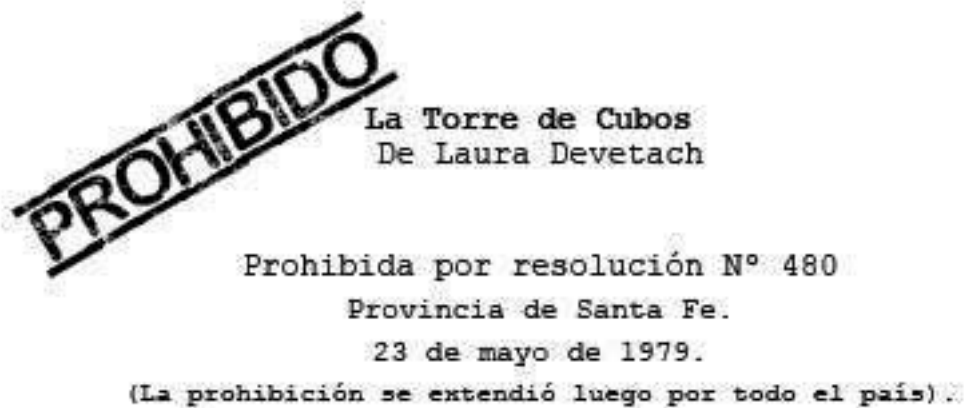 PROHIBIDO
La Torre de Cubos
De Laura Devetach
Prohibida por resolución Nº 480
Provincia de Santa Fe.
23 de mayo de 1979.
(La prohibición se extendió luego por todo el país).